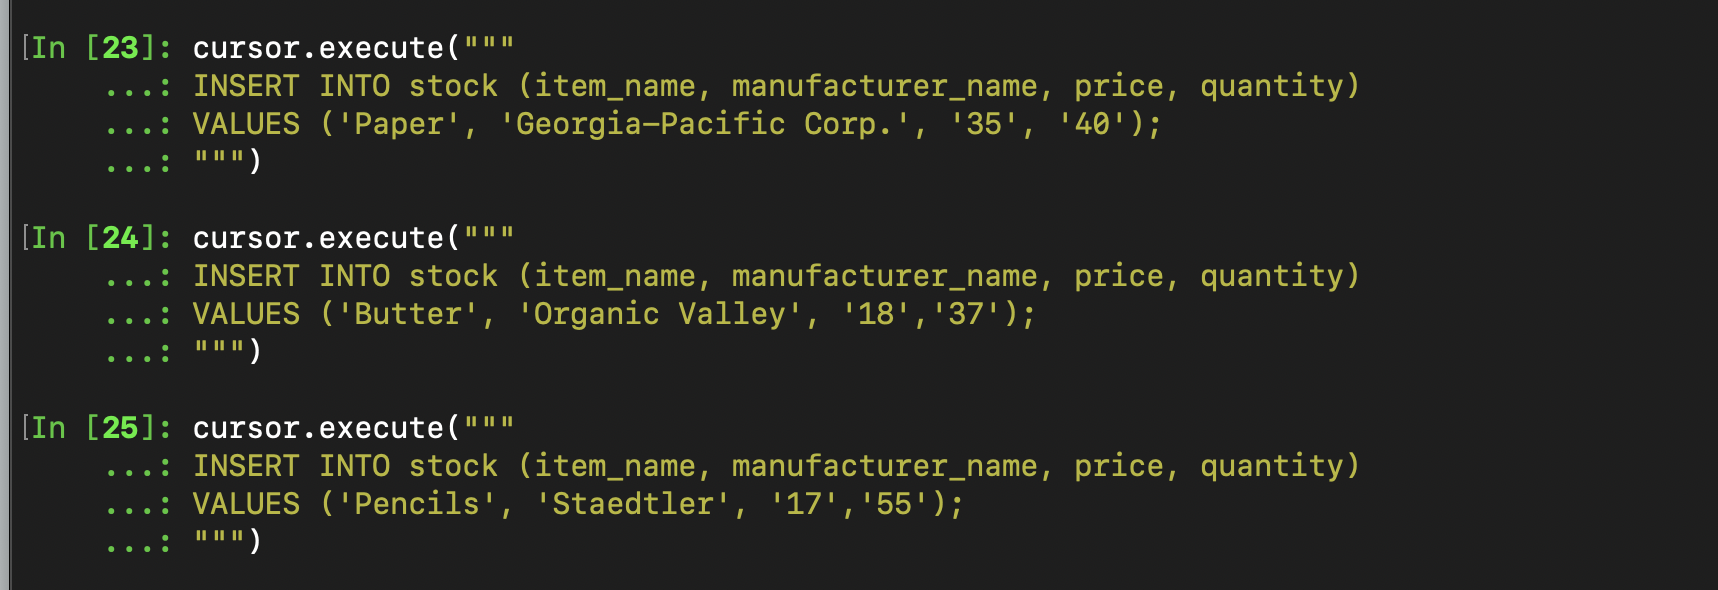 In [23]: cursor.execute("""
...: INSERT INTO stock (item_name, manufacturer_name, price, quantity)
...: VALUES ('Paper', 'Georgia-Pacific Corp.', '35', '40');
...: """)
In [24]: cursor.execute("""
...: INSERT INTO stock (item_name, manufacturer_name, price, quantity)
...: VALUES ('Butter', 'Organic Valley', '18','37');
...: """)
In [25]: cursor.execute("""
...: INSERT INTO stock (item_name, manufacturer_name, price, quantity)
...: VALUES ('Pencils', 'Staedtler', '17','55');
...: """)